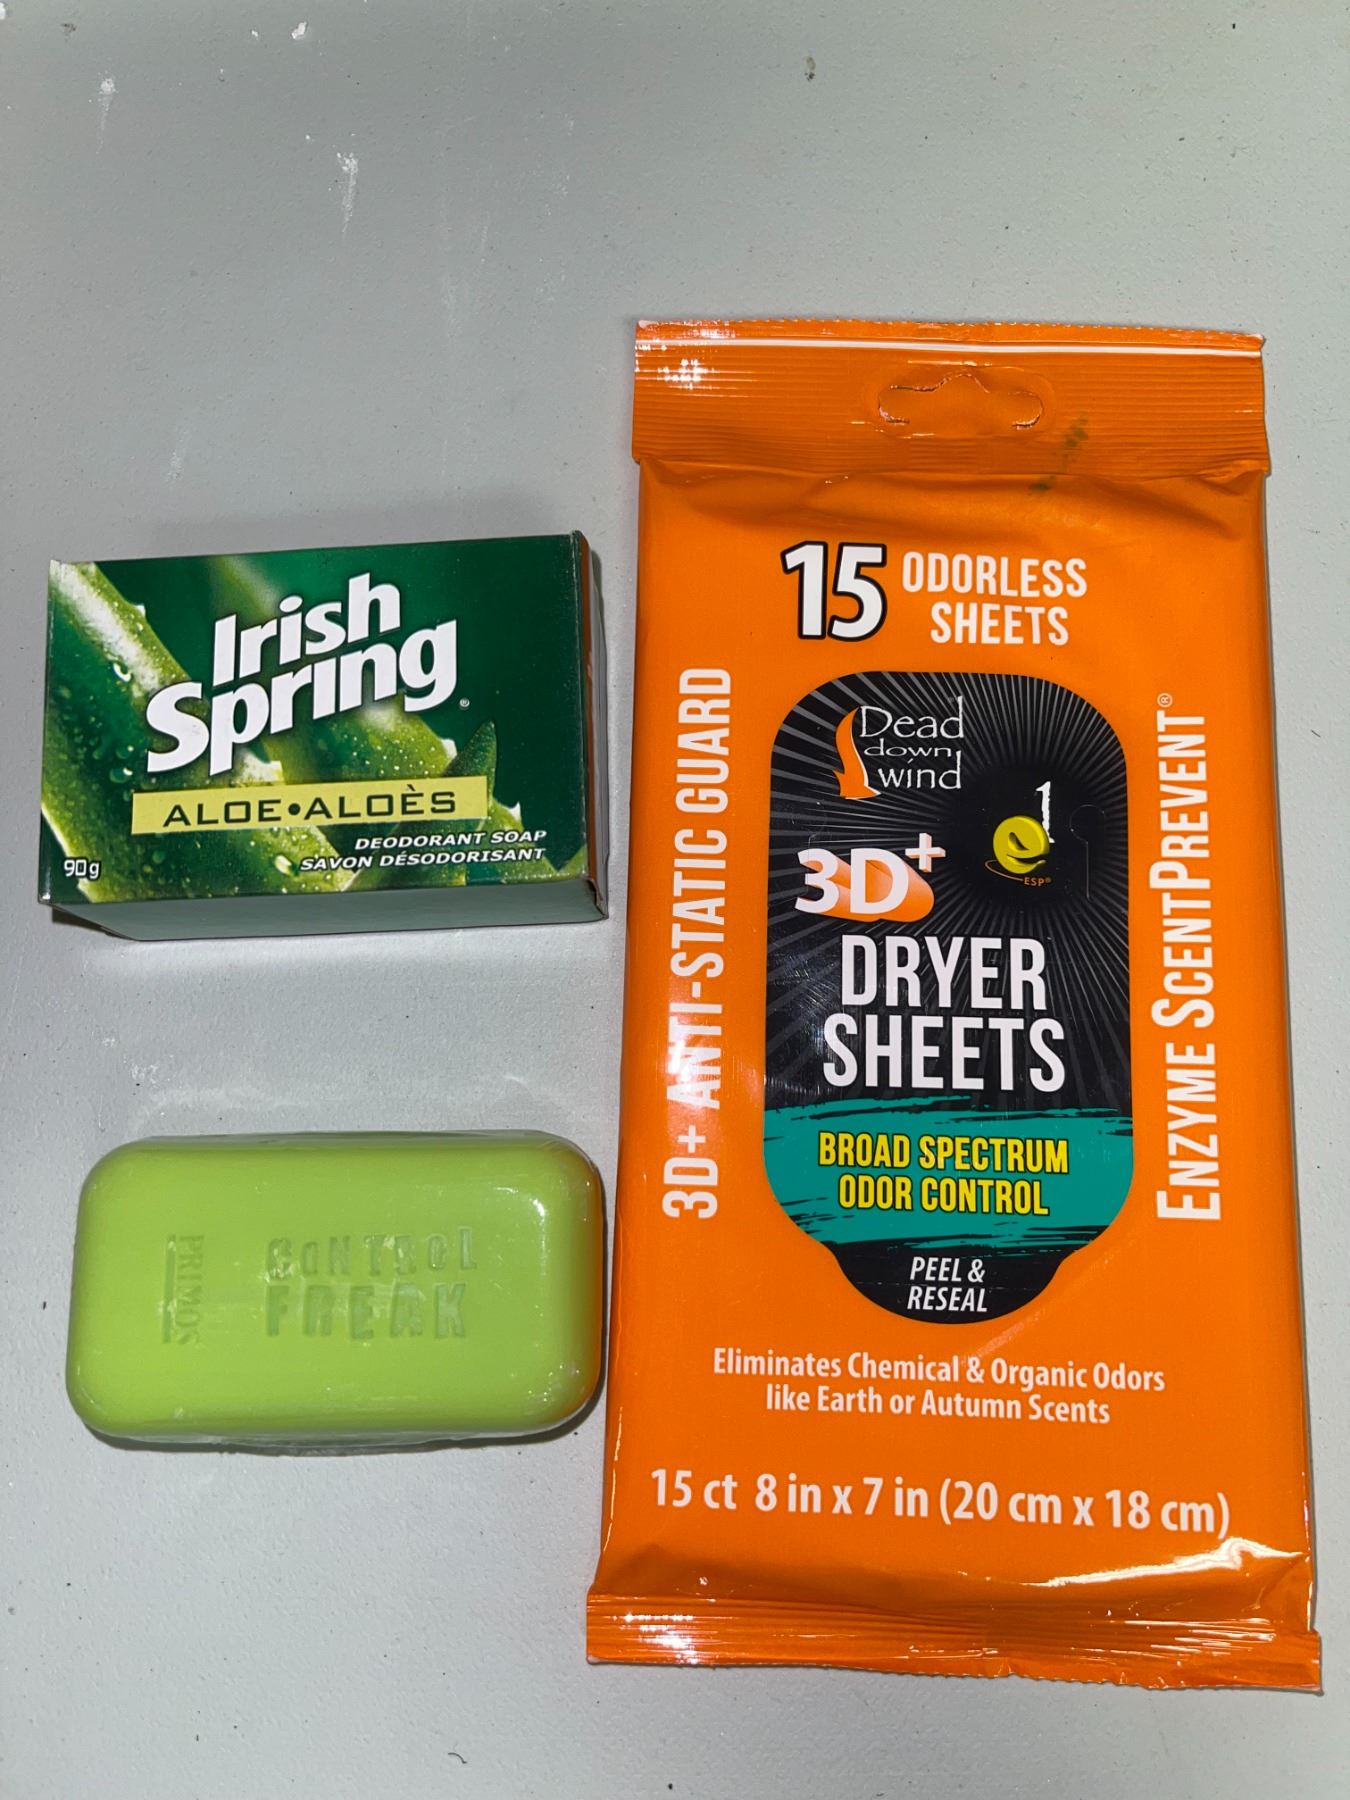 Irish
Spring®
ALOE•ALOÈS
DEODORANT SOAP
SAVON DÉSODORISANT
90g
PRIMOS
CONTROL
FREAK
15 ODORLESS
SHEETS
3D+ ANTI-STATIC GUARD
Dead
down
wind
e1
ESP®
3D+
DRYER
SHEETS
BROAD SPECTRUM
ODOR CONTROL
PEEL &
RESEAL
ENZYME SCENTPREVENT®
Eliminates Chemical & Organic Odors
like Earth or Autumn Scents
15 ct 8 in x 7 in (20 cm x 18 cm)